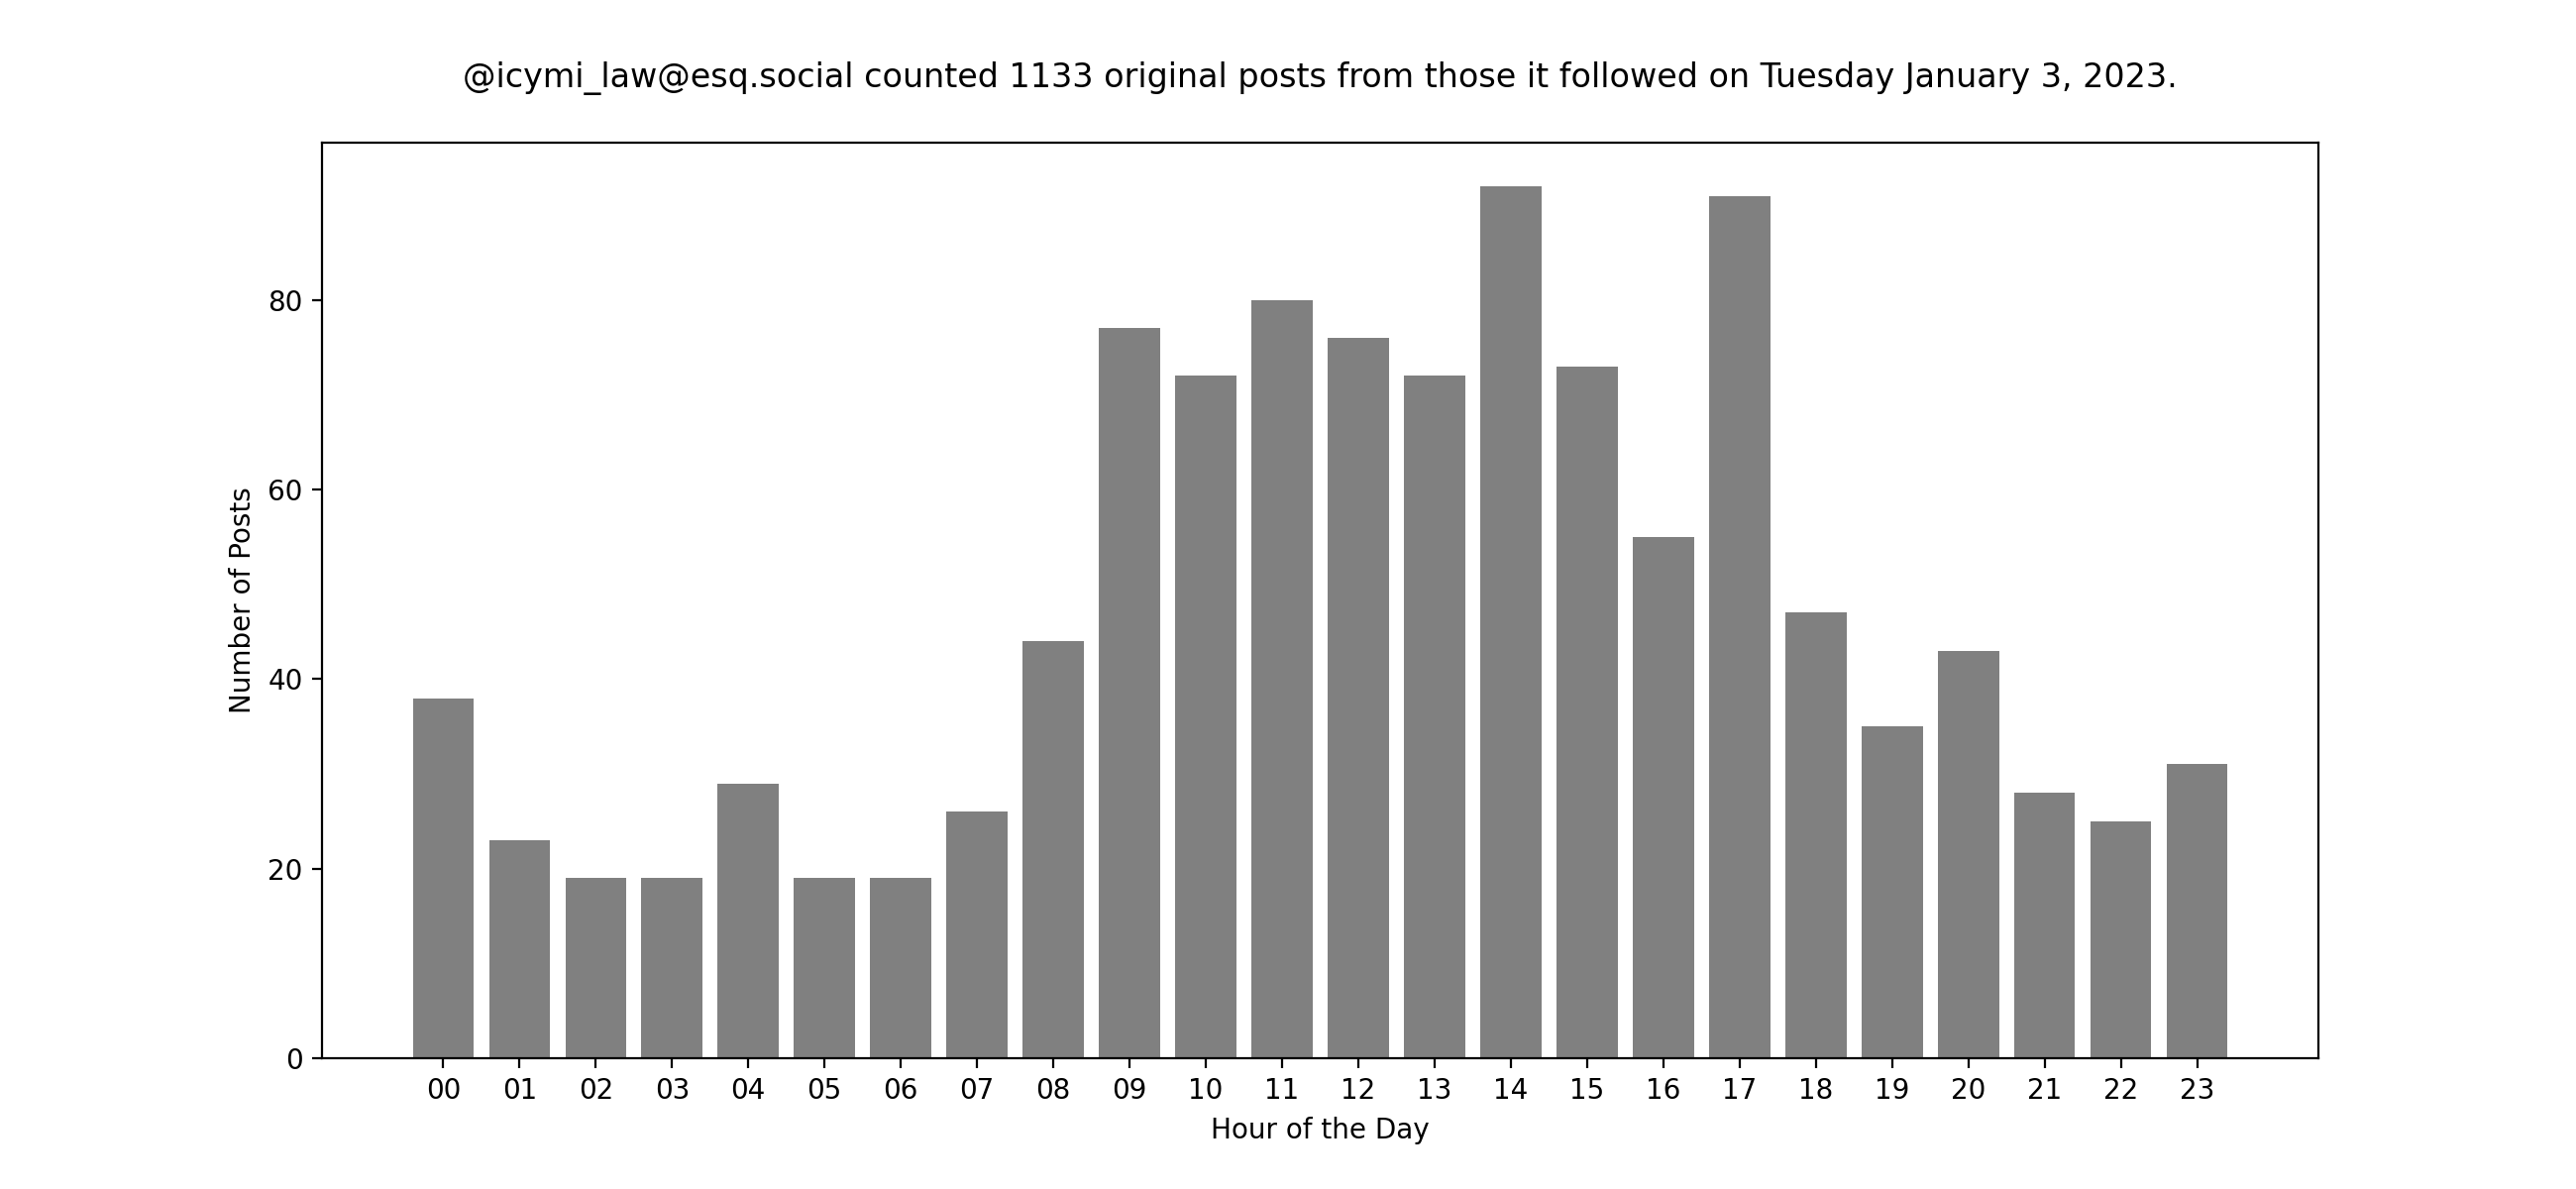 @icymi_law@esq.social counted 1133 original posts from those it followed on Tuesday January 3, 2023.
Number of Posts
80
60
40
20
0
00 01 02 03 04 05 06 07 08 09 10 11 12 13 14 15 16 17 18 19 20 21 22 23
Hour of the Day